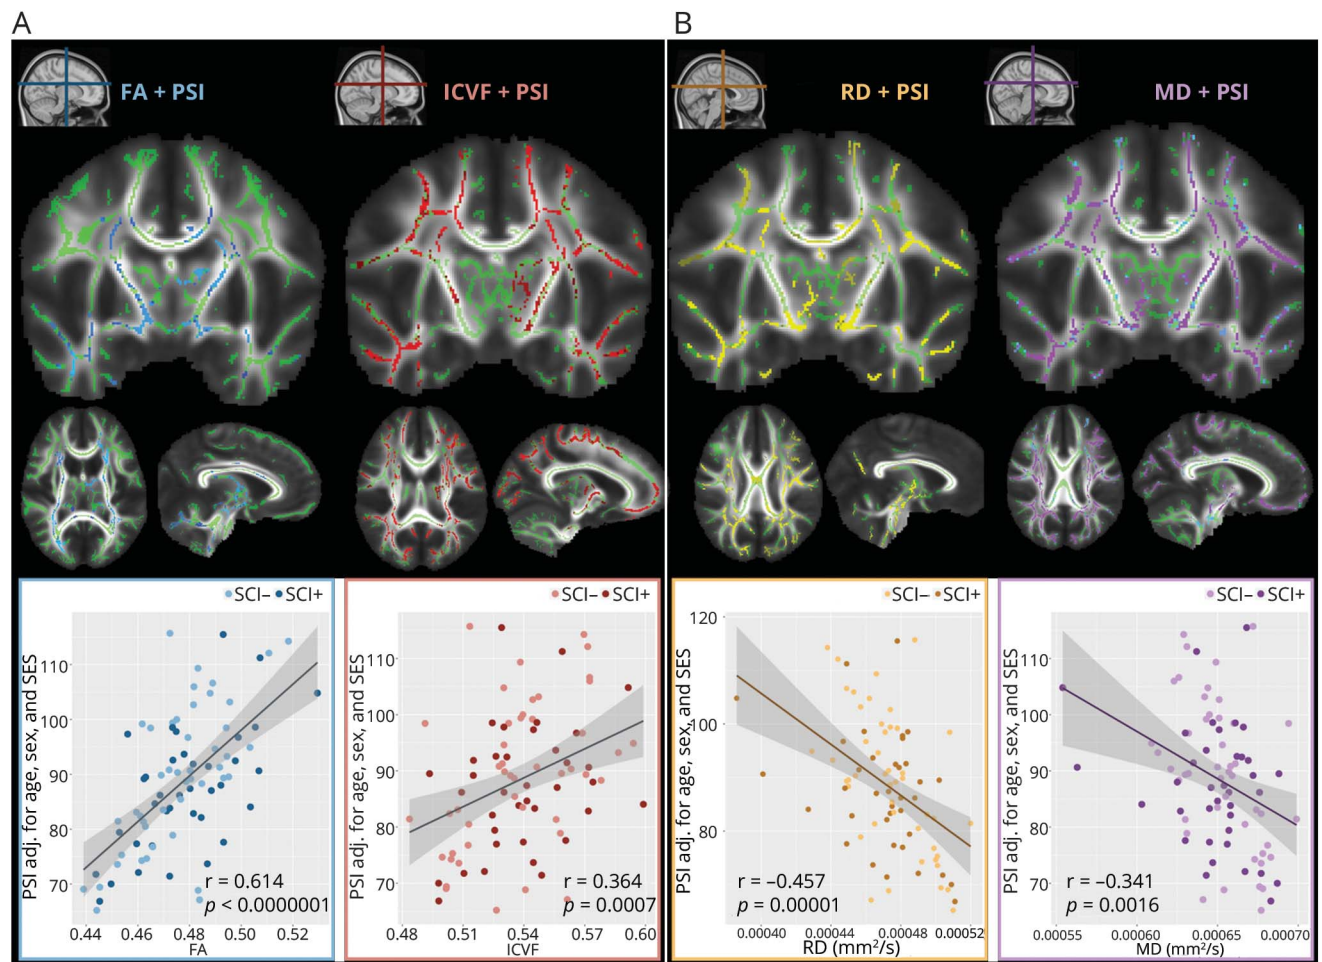 A
B
FA + PSI
ICVF + PSI
RD + PSI
MD + PSI
SCI– SCI+
PSI adj. for age, sex, and SES
110
100
90
80
70
r = 0.614
p < 0.0000001
0.44 0.46 0.48 0.50 0.52
FA
SCI– SCI+
PSI adj. for age, sex, and SES
110
100
90
80
70
r = 0.364
p = 0.0007
0.48 0.51 0.54 0.57 0.60
ICVF
SCI– SCI+
PSI adj. for age, sex, and SES
120
100
80
r = –0.457
p = 0.00001
0.00040 0.00044 0.00048 0.00052
RD (mm²/s)
SCI– SCI+
PSI adj. for age, sex, and SES
110
100
90
80
70
r = –0.341
p = 0.0016
0.00055 0.00060 0.00065 0.00070
MD (mm²/s)